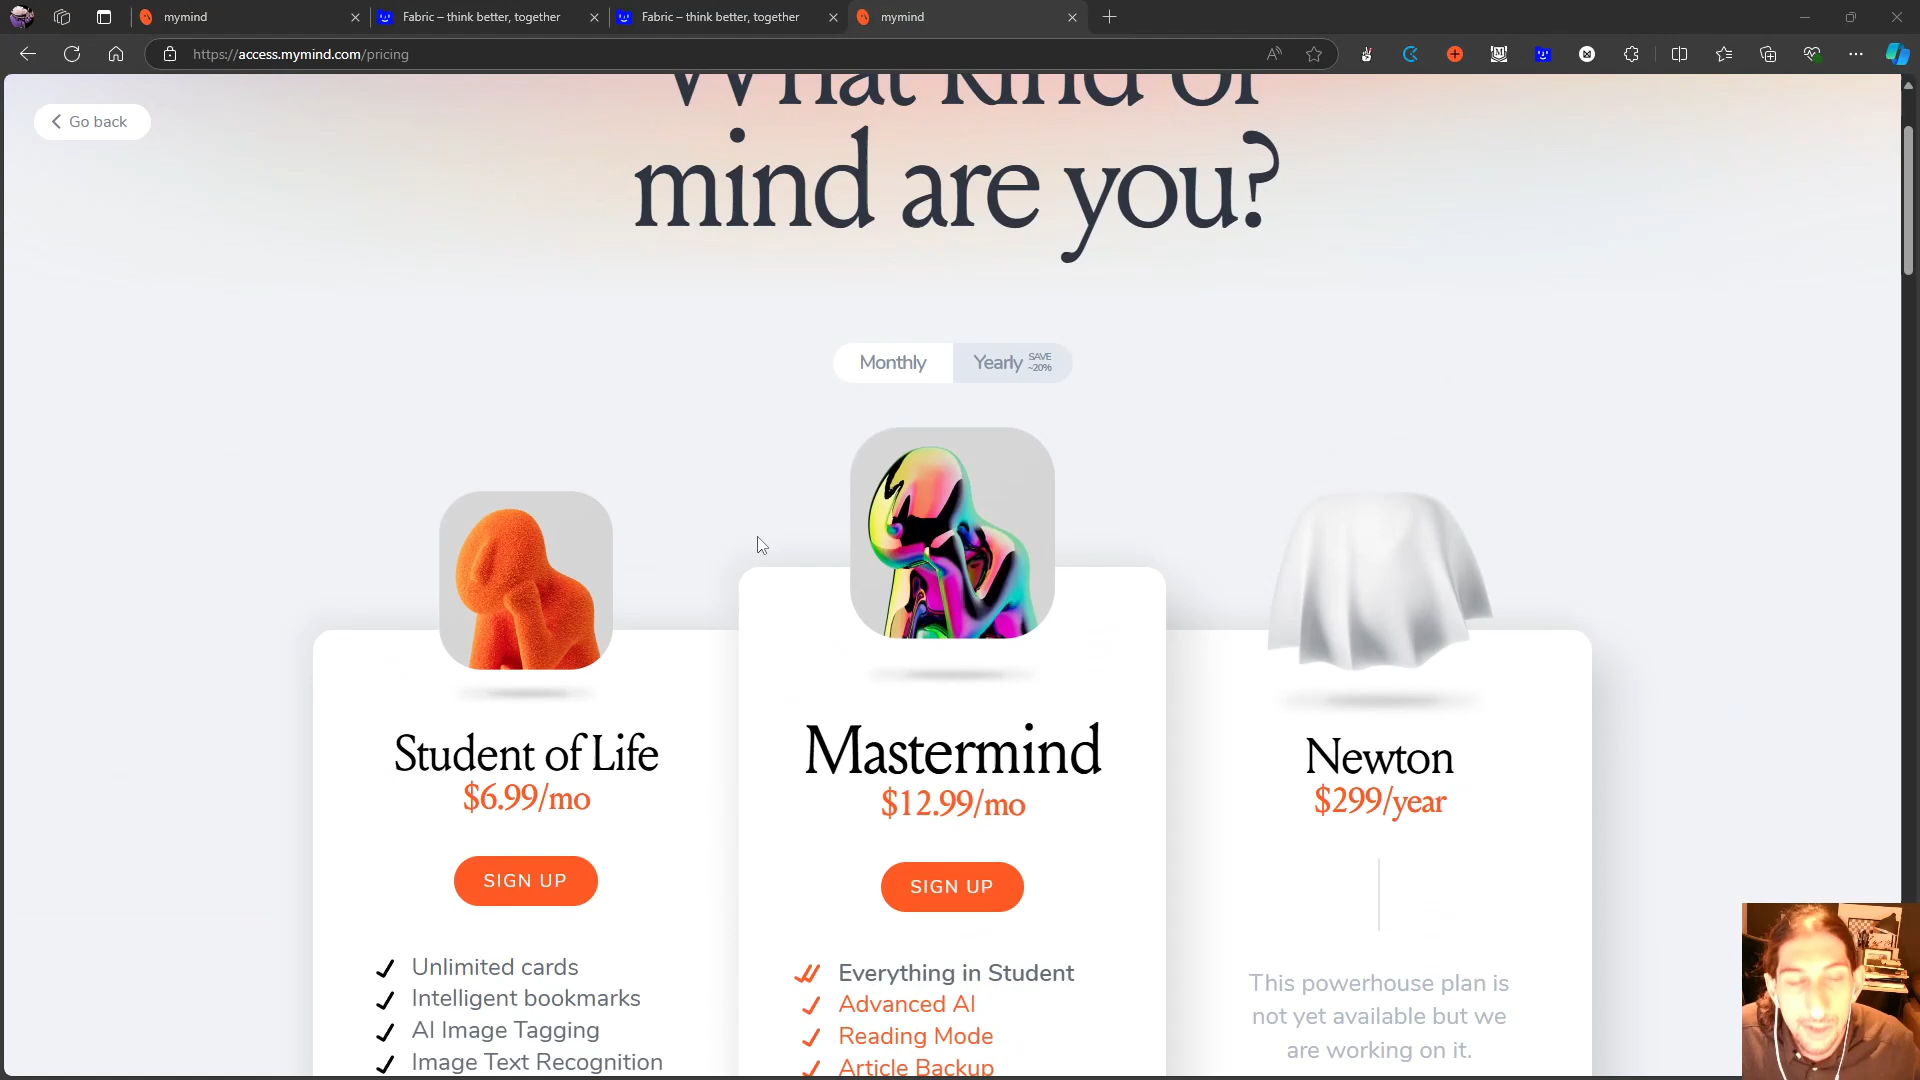 mymind
Fabric – think better, together
Fabric – think better, together
mymind
https://access.mymind.com/pricing
Go back
What kind of
mind are you?
Monthly
Yearly
SAVE
~20%
Student of Life
$6.99/mo
SIGN UP
Unlimited cards
Intelligent bookmarks
AI Image Tagging
Image Text Recognition
Mastermind
$12.99/mo
SIGN UP
Everything in Student
Advanced AI
Reading Mode
Article Backup
Newton
$299/year
This powerhouse plan is
not yet available but we
are working on it.